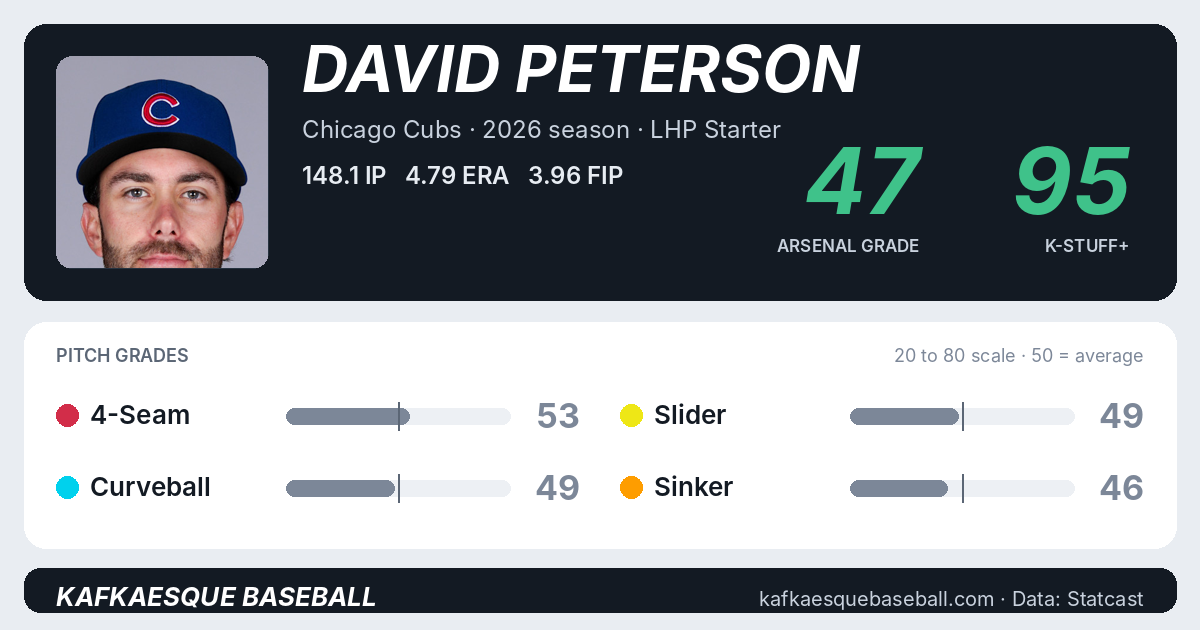 DAVID PETERSON
Chicago Cubs · 2026 season · LHP Starter
148.1 IP 4.79 ERA 3.96 FIP
47 95
ARSENAL GRADE K-STUFF+
PITCH GRADES 20 to 80 scale · 50 = average
4-Seam 53 Slider 49
Curveball 49 Sinker 46
KAFKAESQUE BASEBALL kafkaesquebaseball.com · Data: Statcast